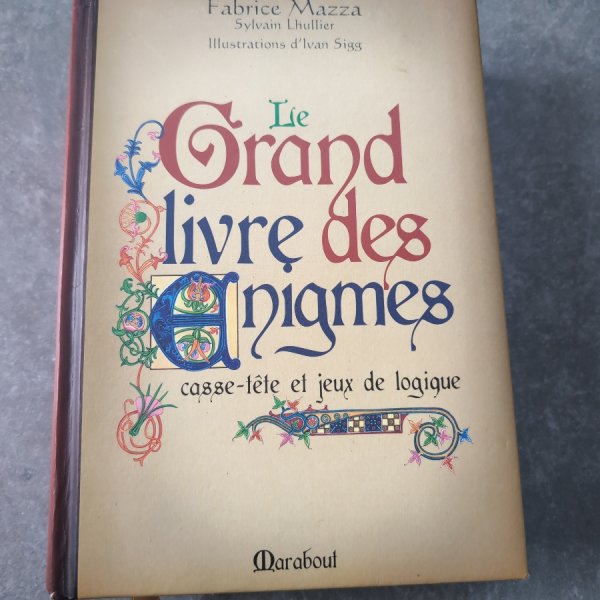 Fabrice Mazza
Sylvain Lhullier
Illustrations d'Ivan Sigg
Le
Grand
livre des
Enigmes
casse-tête et jeux de logique
Marabout